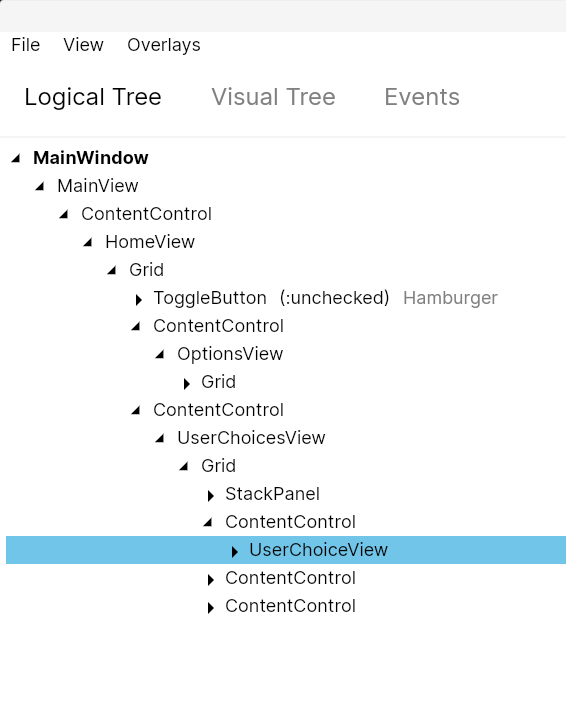 File View Overlays
Logical Tree Visual Tree Events
MainWindow
MainView
ContentControl
HomeView
Grid
ToggleButton (:unchecked) Hamburger
ContentControl
OptionsView
Grid
ContentControl
UserChoicesView
Grid
StackPanel
ContentControl
UserChoiceView
ContentControl
ContentControl